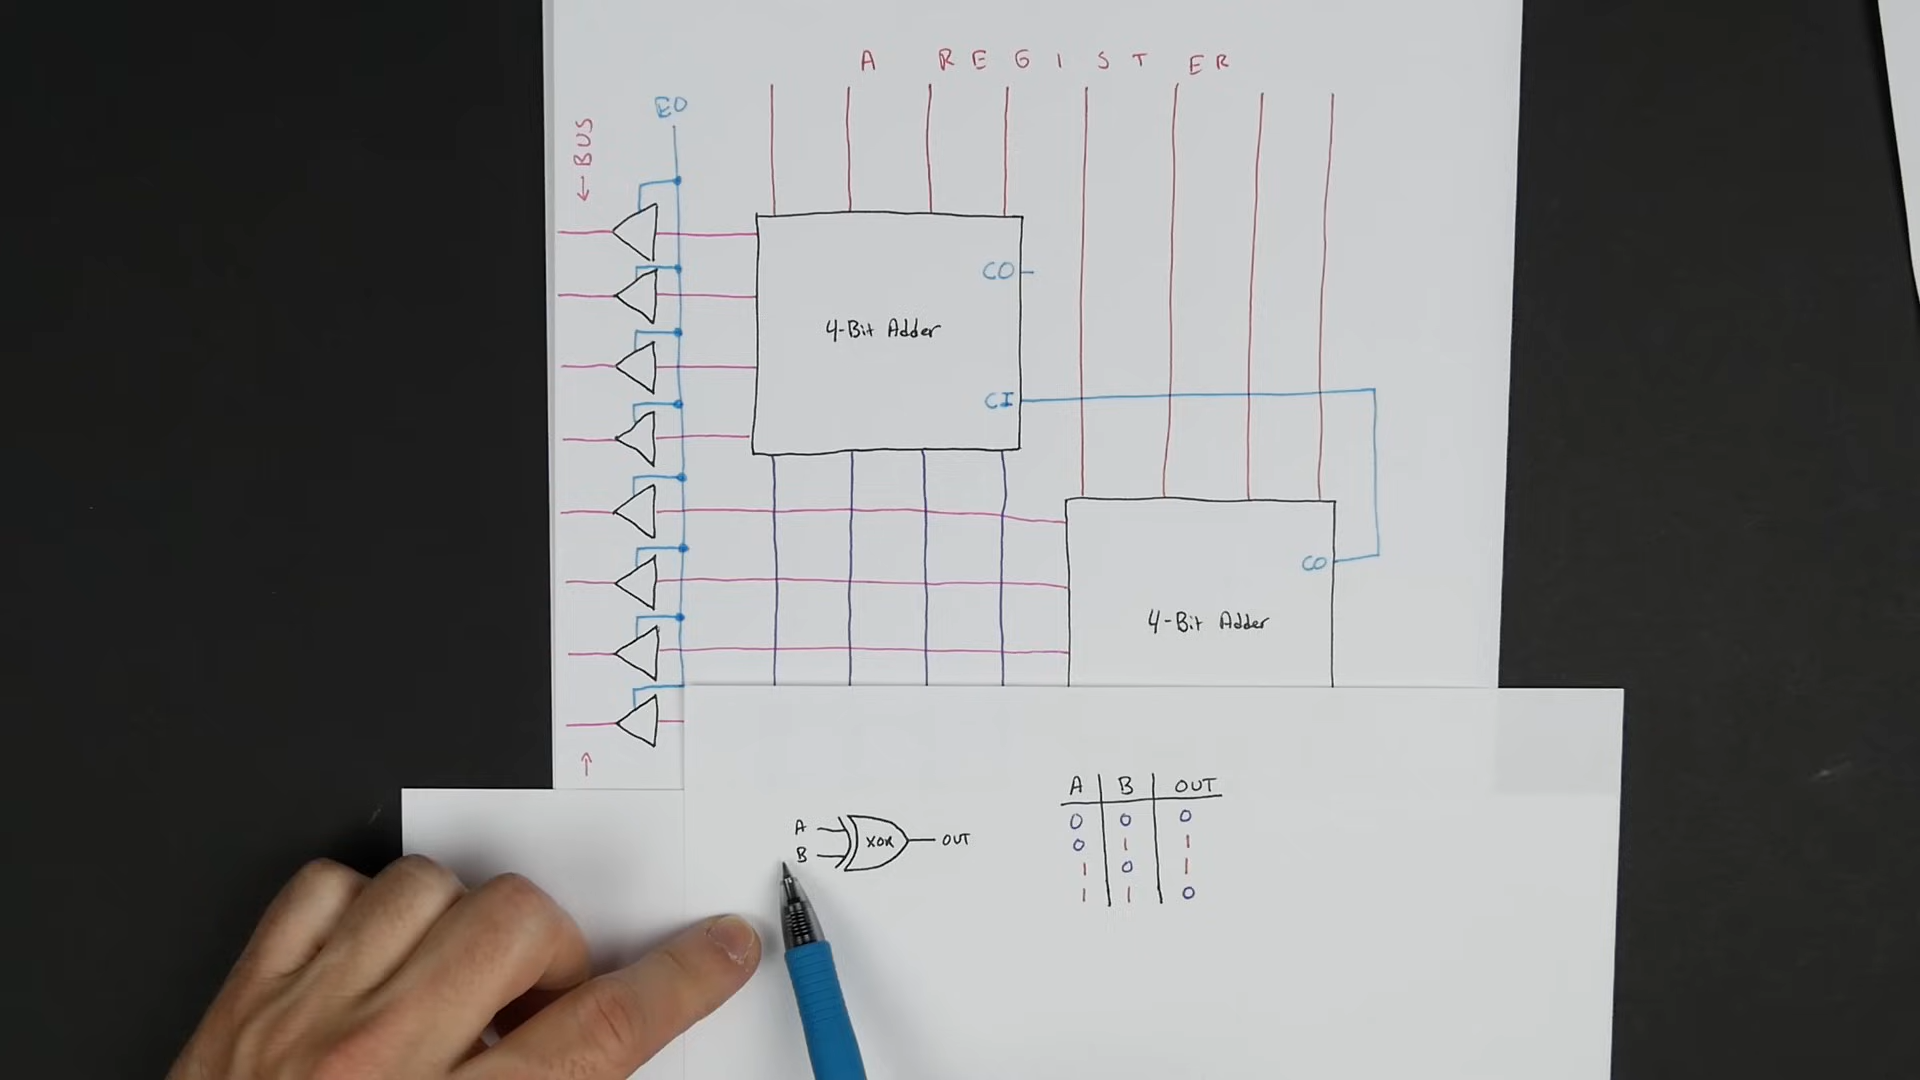 A REGISTER
EO
← BUS
CO
4-Bit Adder
CI
CO
4-Bit Adder
A
B
XOR
OUT
A B OUT
0 0 0
0 1 1
1 0 1
1 1 0